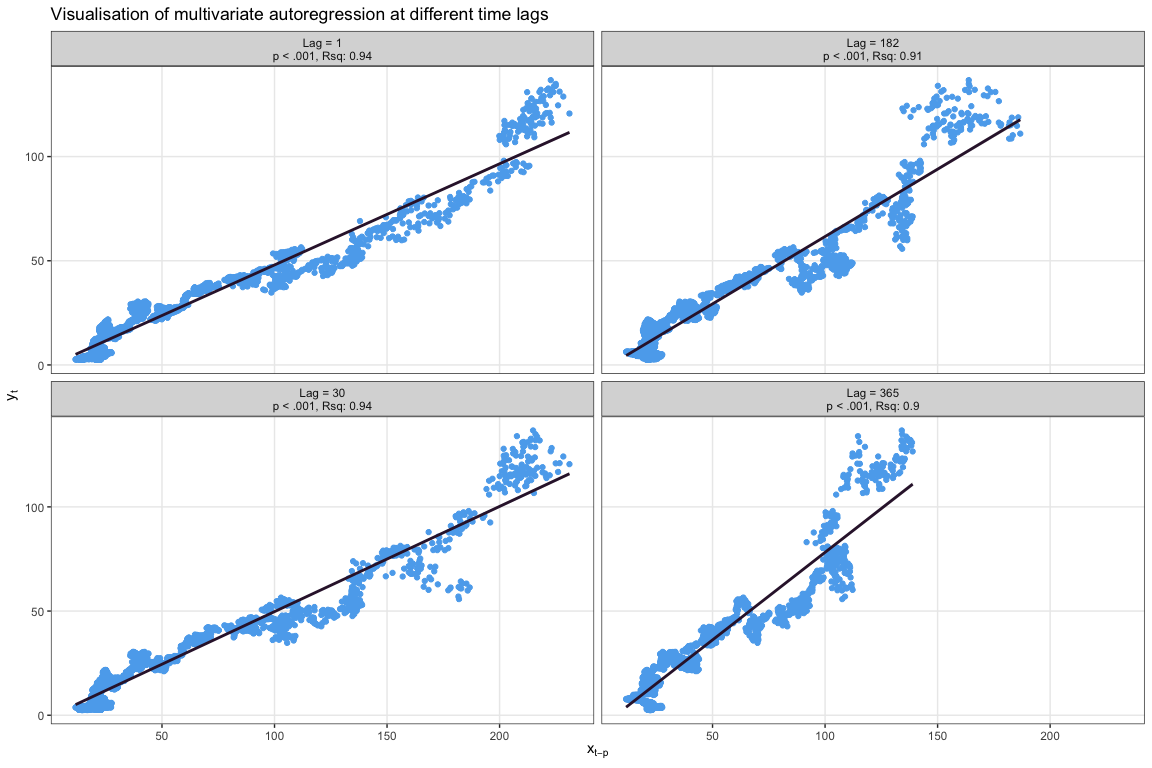 Visualisation of multivariate autoregression at different time lags
Lag = 1
p < .001, Rsq: 0.94
Lag = 182
p < .001, Rsq: 0.91
100
50
0
Lag = 30
p < .001, Rsq: 0.94
Lag = 365
p < .001, Rsq: 0.9
100
50
0
50 100 150 200 50 100 150 200
yt
xt−p